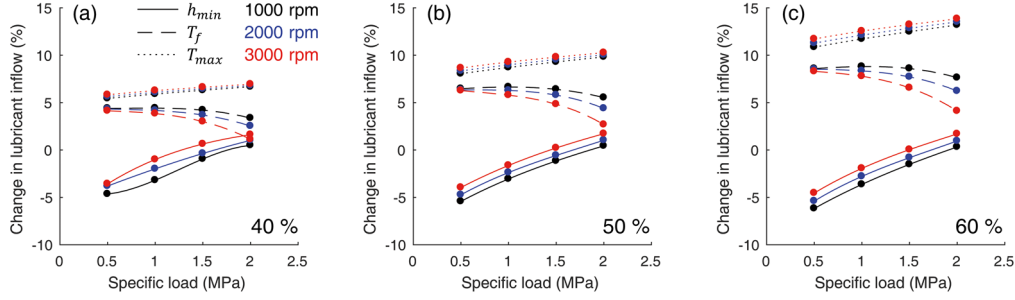 (a)
h_min 1000 rpm
T_f 2000 rpm
T_max 3000 rpm
Change in lubricant inflow (%)
15
10
5
0
-5
-10
0 0.5 1 1.5 2 2.5
Specific load (MPa)
40 %
(b)
Change in lubricant inflow (%)
15
10
5
0
-5
-10
0 0.5 1 1.5 2 2.5
Specific load (MPa)
50 %
(c)
Change in lubricant inflow (%)
15
10
5
0
-5
-10
0 0.5 1 1.5 2 2.5
Specific load (MPa)
60 %